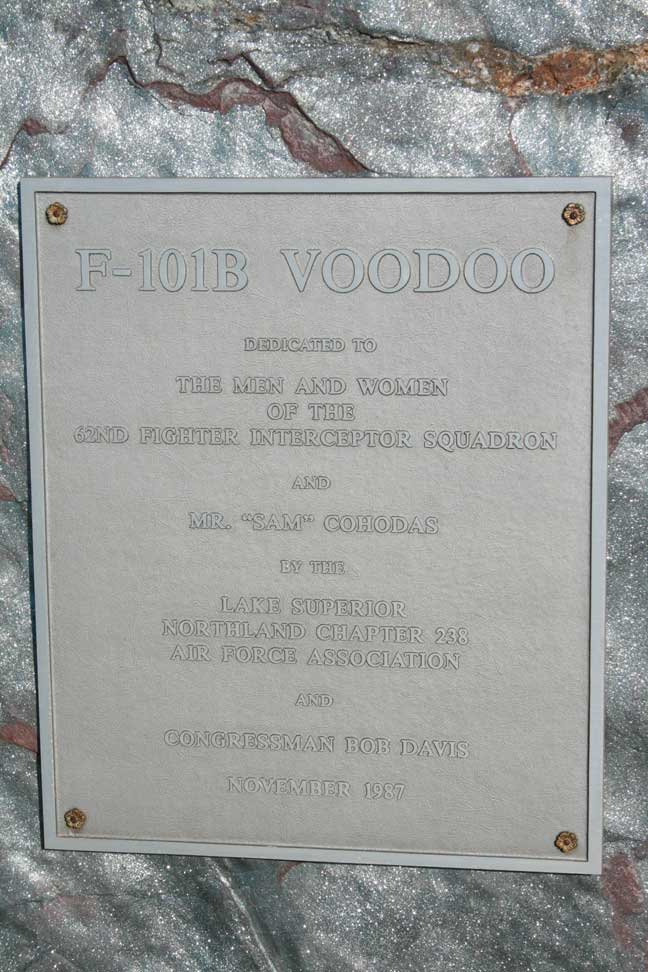 F-101B VOODOO
DEDICATED TO
THE MEN AND WOMEN
OF THE
62ND FIGHTER INTERCEPTOR SQUADRON
AND
MR. "SAM" COHODAS
BY THE
LAKE SUPERIOR
NORTHLAND CHAPTER 238
AIR FORCE ASSOCIATION
AND
CONGRESSMAN BOB DAVIS
NOVEMBER 1987